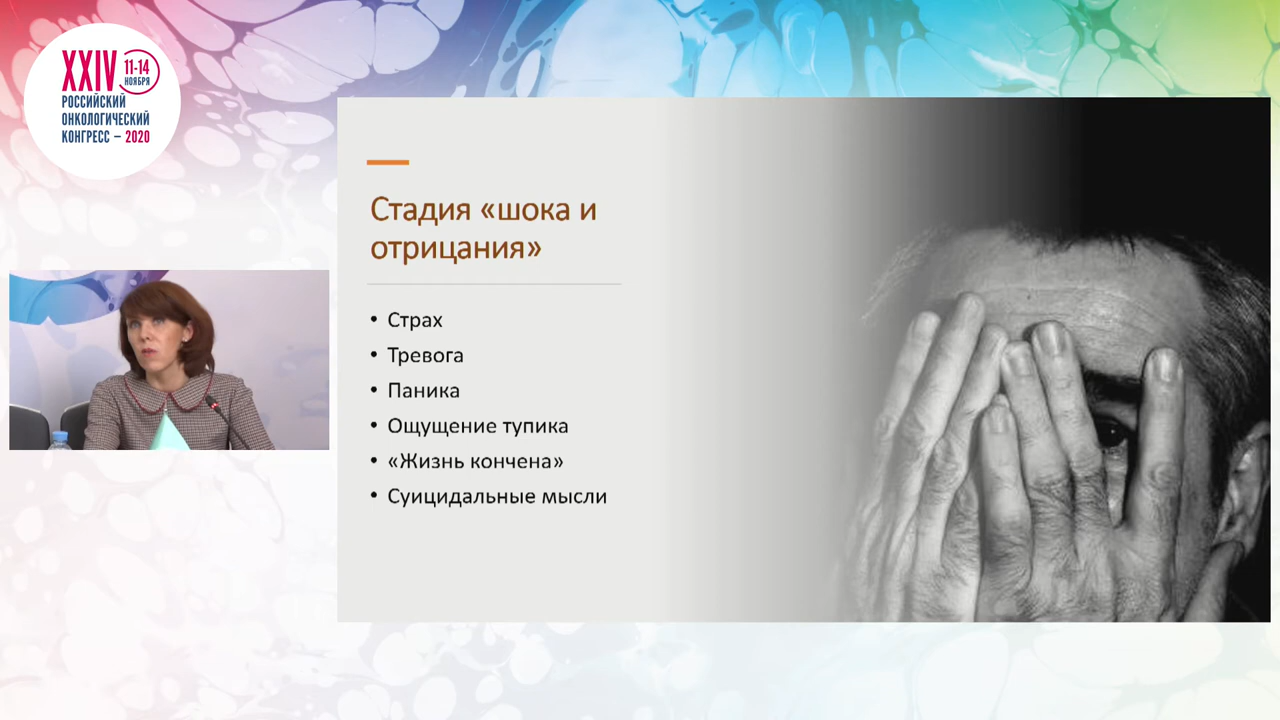 XXIV
11-14
НОЯБРЯ
РОССИЙСКИЙ
ОНКОЛОГИЧЕСКИЙ
КОНГРЕСС – 2020
Стадия «шока и
отрицания»
• Страх
• Тревога
• Паника
• Ощущение тупика
• «Жизнь кончена»
• Суицидальные мысли